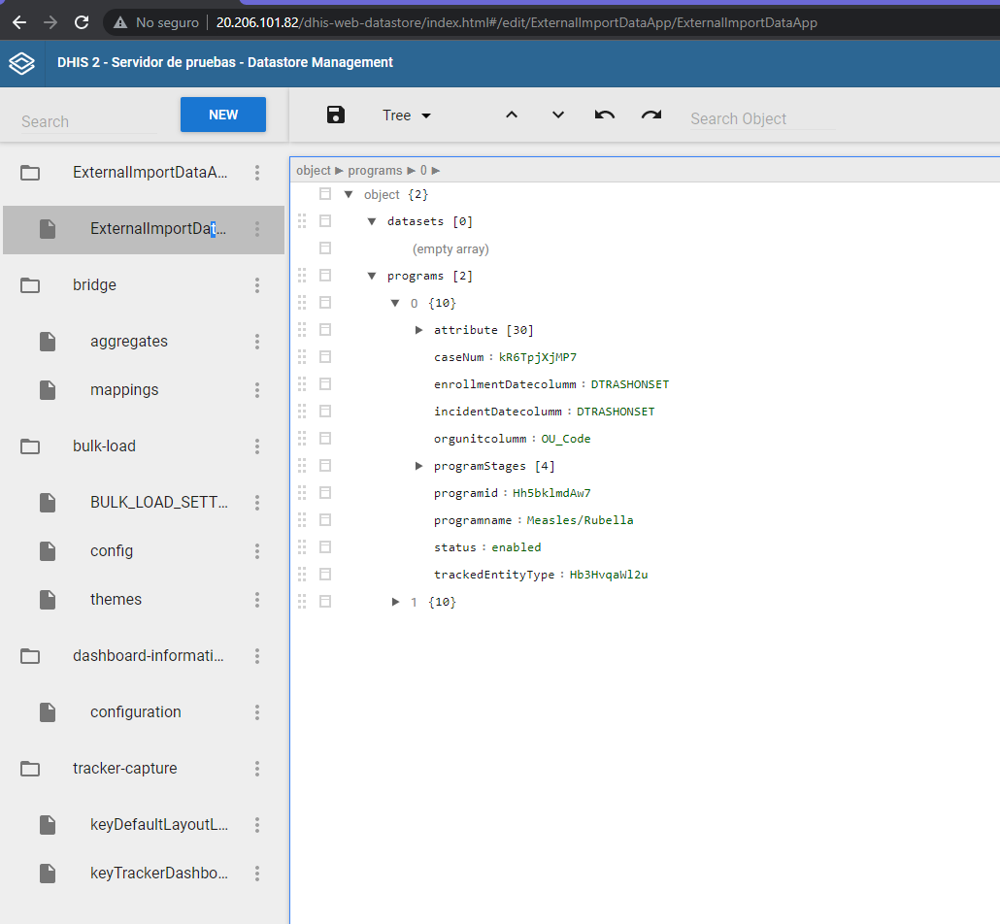 No seguro
20.206.101.82/dhis-web-datastore/index.html#/edit/ExternalImportDataApp/ExternalImportDataApp
DHIS 2 - Servidor de pruebas - Datastore Management
Search
NEW
Tree
Search Object
ExternalImportDataA...
ExternalImportDat...
bridge
aggregates
mappings
bulk-load
BULK_LOAD_SETT...
config
themes
dashboard-informati...
configuration
tracker-capture
keyDefaultLayoutL...
keyTrackerDashbo...
object ► programs ► 0 ►
object {2}
datasets [0]
(empty array)
programs [2]
0 {10}
attribute [30]
caseNum : kR6TpjXjMP7
enrollmentDatecolumm : DTRASHONSET
incidentDatecolumm : DTRASHONSET
orgunitcolumm : OU_Code
programStages [4]
programid : Hh5bklmdAw7
programname : Measles/Rubella
status : enabled
trackedEntityType : Hb3HvqaWl2u
1 {10}